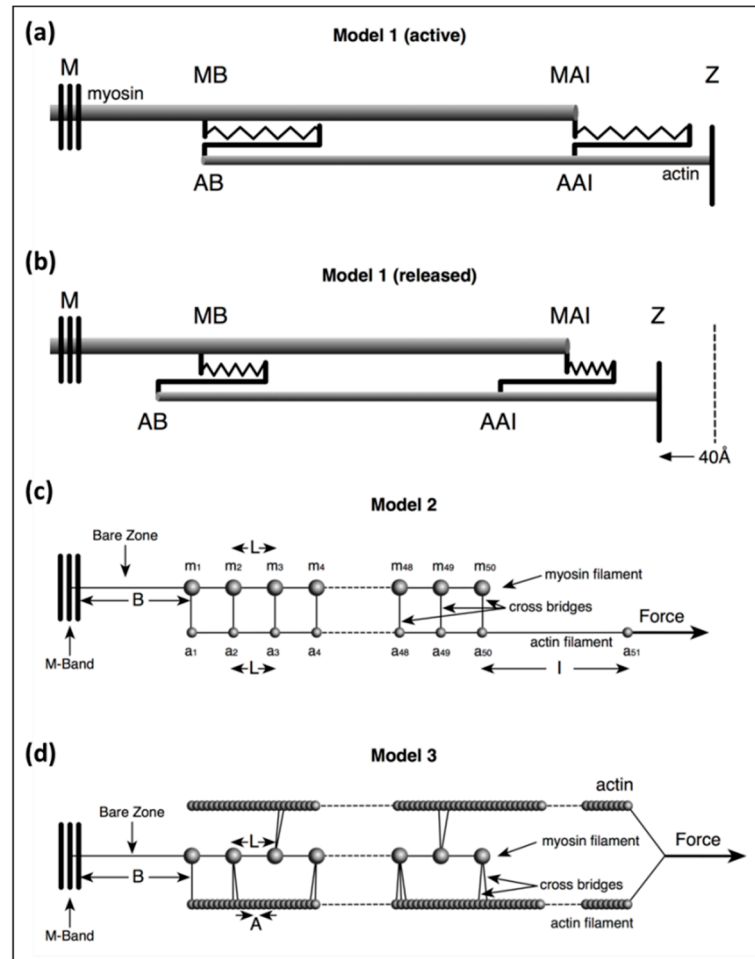 (a)
Model 1 (active)
M MB MAI Z
myosin
AB AAI actin
(b)
Model 1 (released)
M MB MAI Z
AB AAI
40Å
(c)
Model 2
Bare Zone
L
m1 m2 m3 m4 m48 m49 m50
myosin filament
B
cross bridges
Force
actin filament
a1 a2 a3 a4 a48 a49 a50 a51
M-Band
L
I
(d)
Model 3
actin
Bare Zone
L
myosin filament
Force
B
cross bridges
A
actin filament
M-Band